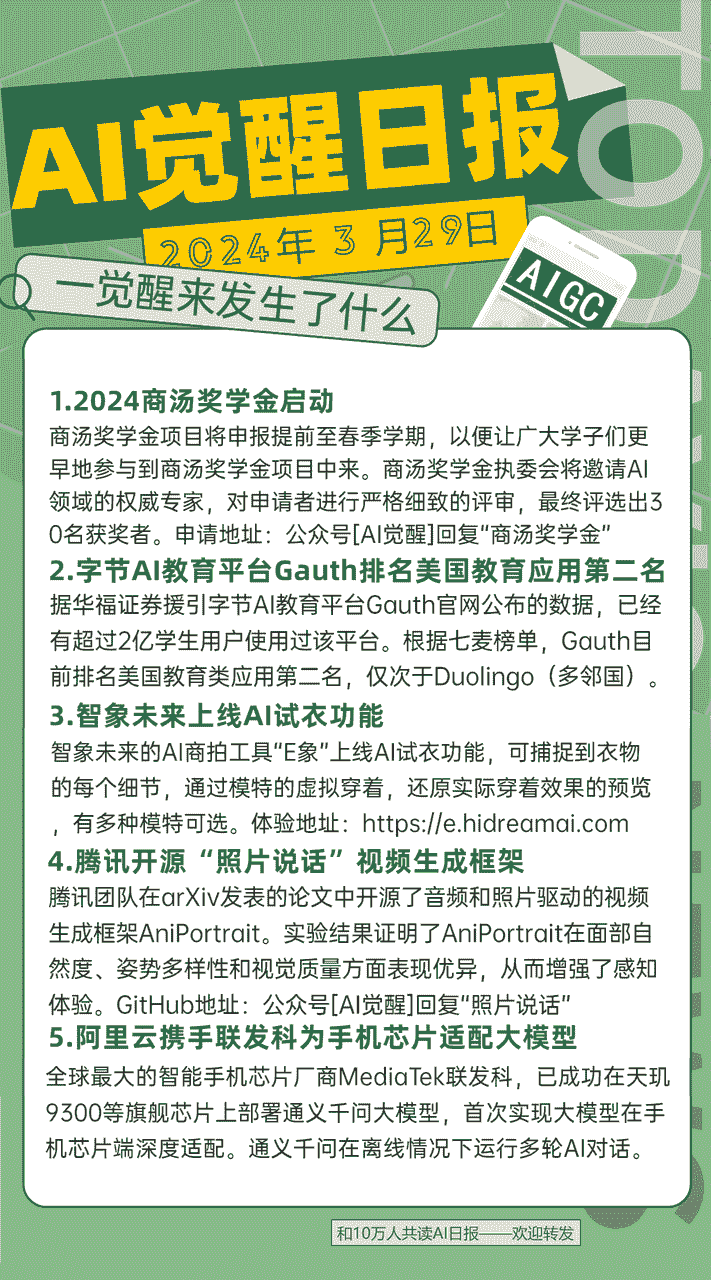 AI觉醒日报
2024年 3 月29日
一觉醒来发生了什么
AIGC
1.2024商汤奖学金启动
商汤奖学金项目将申报提前至春季学期，以便让广大学子们更
早地参与到商汤奖学金项目中来。商汤奖学金执委会将邀请AI
领域的权威专家，对申请者进行严格细致的评审，最终评选出3
0名获奖者。申请地址：公众号[AI觉醒]回复“商汤奖学金”
2.字节AI教育平台Gauth排名美国教育应用第二名
据华福证券援引字节AI教育平台Gauth官网公布的数据，已经
有超过2亿学生用户使用过该平台。根据七麦榜单，Gauth目
前排名美国教育类应用第二名，仅次于Duolingo（多邻国）。
3.智象未来上线AI试衣功能
智象未来的AI商拍工具“E象”上线AI试衣功能，可捕捉到衣物
的每个细节，通过模特的虚拟穿着，还原实际穿着效果的预览
，有多种模特可选。体验地址：https://e.hidreamai.com
4.腾讯开源“照片说话”视频生成框架
腾讯团队在arXiv发表的论文中开源了音频和照片驱动的视频
生成框架AniPortrait。实验结果证明了AniPortrait在面部自
然度、姿势多样性和视觉质量方面表现优异，从而增强了感知
体验。GitHub地址：公众号[AI觉醒]回复“照片说话”
5.阿里云携手联发科为手机芯片适配大模型
全球最大的智能手机芯片厂商MediaTek联发科，已成功在天玑
9300等旗舰芯片上部署通义千问大模型，首次实现大模型在手
机芯片端深度适配。通义千问在离线情况下运行多轮AI对话。
和10万人共读AI日报——欢迎转发